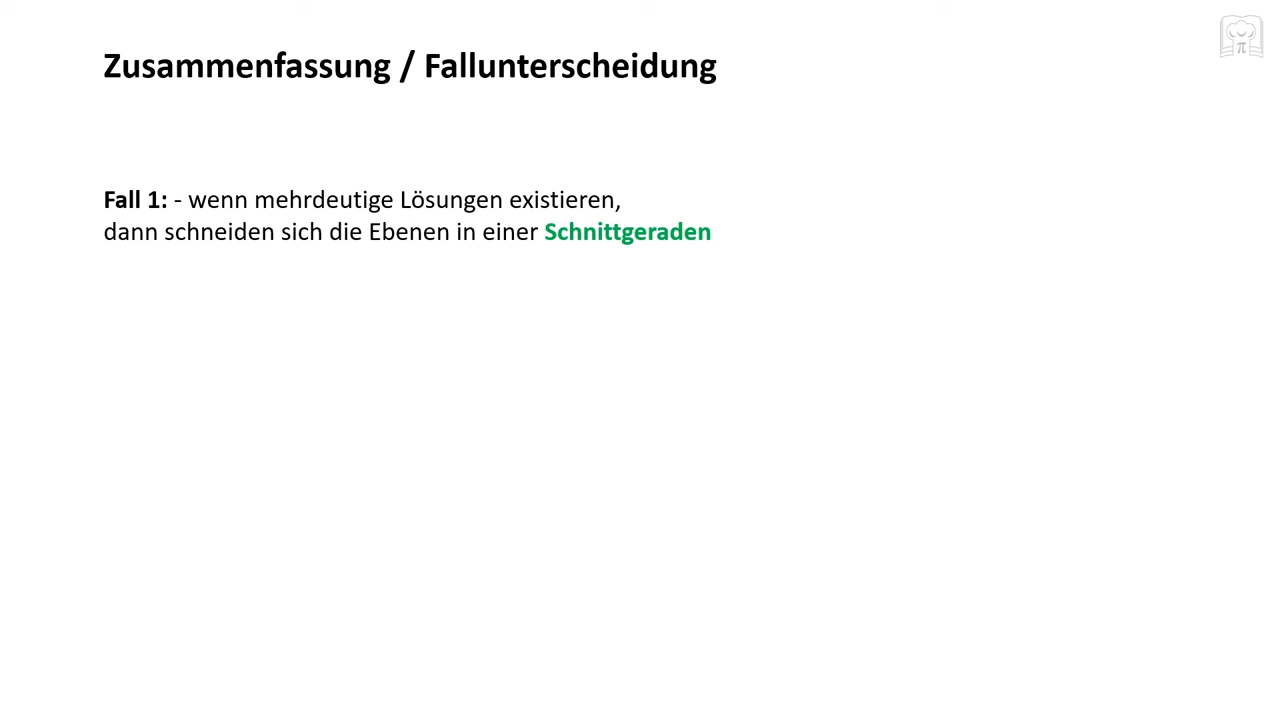 Zusammenfassung / Fallunterscheidung
Fall 1: - wenn mehrdeutige Lösungen existieren,
dann schneiden sich die Ebenen in einer Schnittgeraden
π